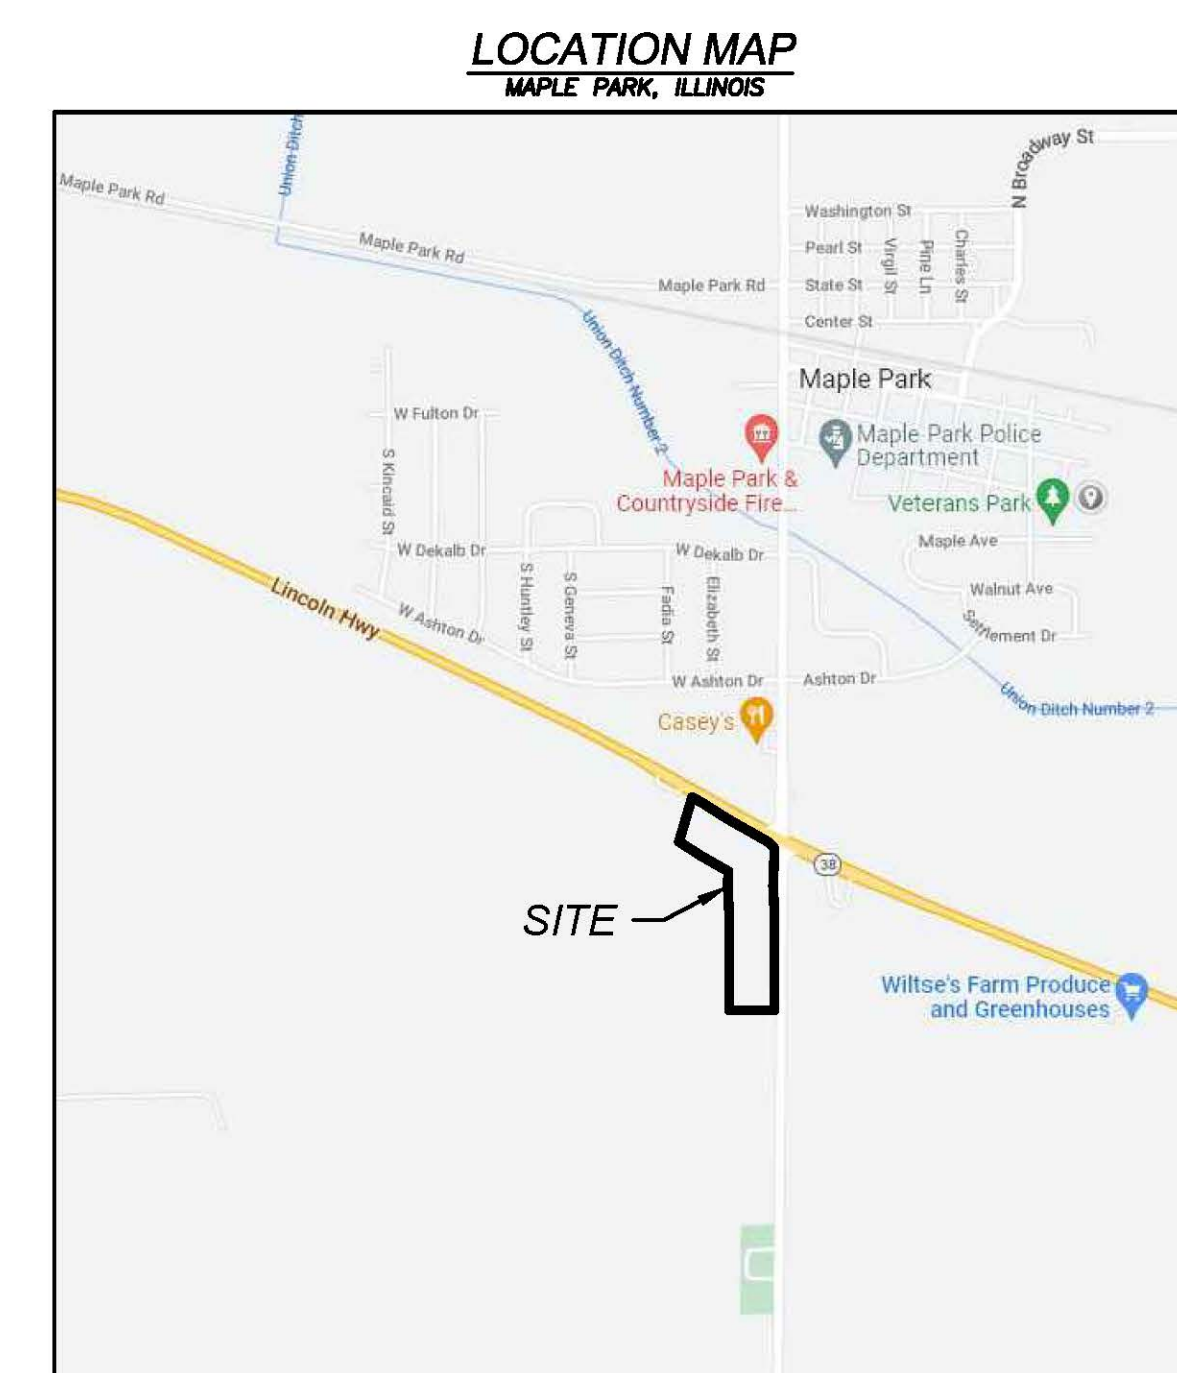 LOCATION MAP
MAPLE PARK, ILLINOIS
Union Ditch
N Broadway St
Maple Park Rd
Washington St
Maple Park Rd
Pearl St
Virgil St
Pine Ln
Charles St
Maple Park Rd
State St
Center St
Union Ditch Number 2
Maple Park
W Fulton Dr
S Kincaid St
Maple Park Police
Department
Maple Park &
Countryside Fire...
Veterans Park
Maple Ave
W Dekalb Dr
W Dekalb Dr
S Huntley St
S Geneva St
Fadia St
Elizabeth St
Walnut Ave
Lincoln Hwy
W Ashton Dr
Settlement Dr
W Ashton Dr
Ashton Dr
Union Ditch Number 2
Casey's
38
SITE
Wiltse's Farm Produce
and Greenhouses